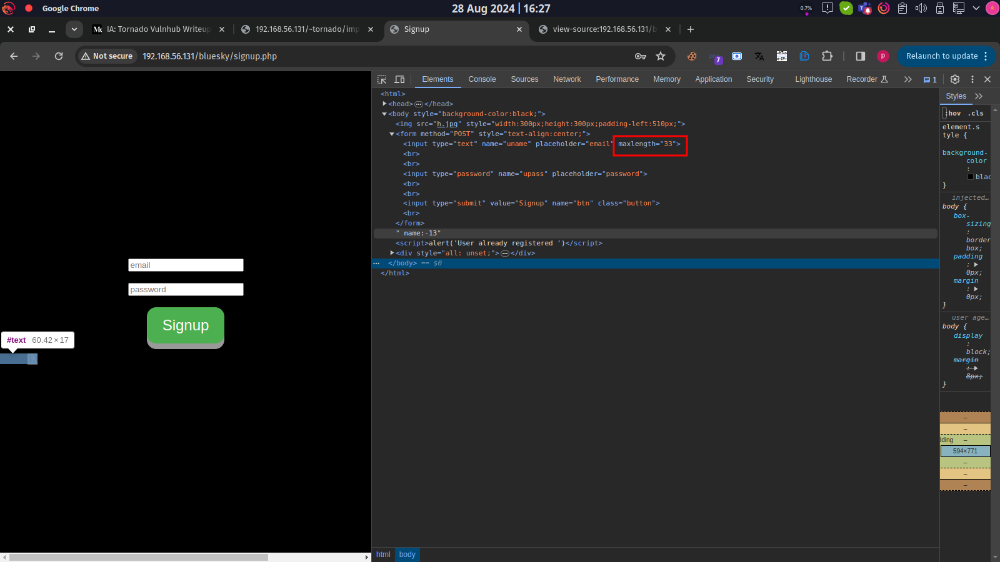 Google Chrome
28 Aug 2024 | 16:27
0.7%
IA: Tornado Vulnhub Writeup
192.168.56.131/~tornado/imp
Signup
view-source:192.168.56.131/b
Not secure
192.168.56.131/bluesky/signup.php
7
p
Relaunch to update
Elements Console Sources Network Performance Memory Application Security Lighthouse Recorder 1
<html>
<head> </head>
<body style="background-color:black;">
<img src="h.jpg" style="width:300px;height:300px;padding-left:510px;">
<form method="POST" style="text-align:center;">
<input type="text" name="uname" placeholder="email" maxlength="33">
<br>
<br>
<input type="password" name="upass" placeholder="password">
<br>
<br>
<input type="submit" value="Signup" name="btn" class="button">
<br>
</form>
" name:-13"
<script>alert('User already registered ')</script>
<div style="all: unset;"> </div>
</body> == $0
</html>
html body
email
password
Signup
#text 60.42×17
Styles
:hov .cls
element.s
tyle {
background-
color
:
blac
}
injected…
body {
box-
sizing
:
border
box;
padding
:
0px;
margin
:
0px;
}
user age…
body {
display
:
block;
margin
:
8px;
}
–
–
dding –
594×771
–
–
–